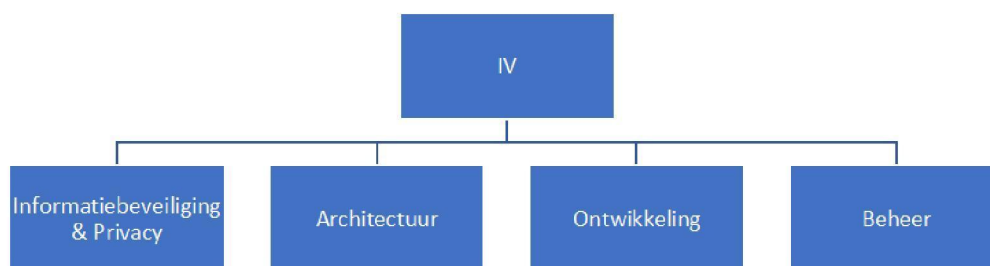 IV
Informatiebeveiliging
& Privacy
Architectuur
Ontwikkeling
Beheer